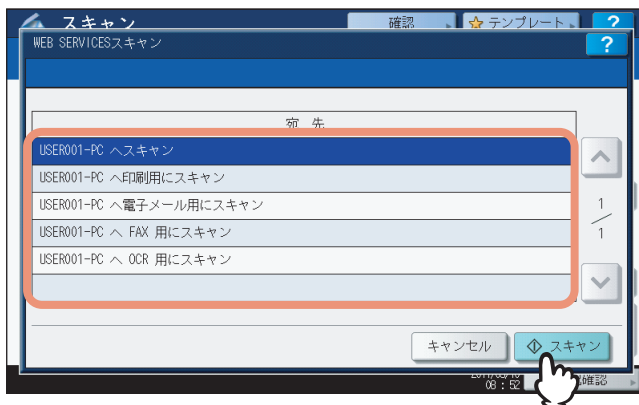 スキャン
確認
テンプレート
?
WEB SERVICESスキャン
?
宛 先
USER001-PC へスキャン
USER001-PC へ印刷用にスキャン
USER001-PC へ電子メール用にスキャン
USER001-PC へ FAX 用にスキャン
USER001-PC へ OCR 用にスキャン
1
1
キャンセル
スキャン
08:52
確認